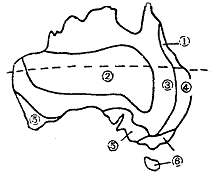 ①
② ③ ④
⑤
⑤ ⑥